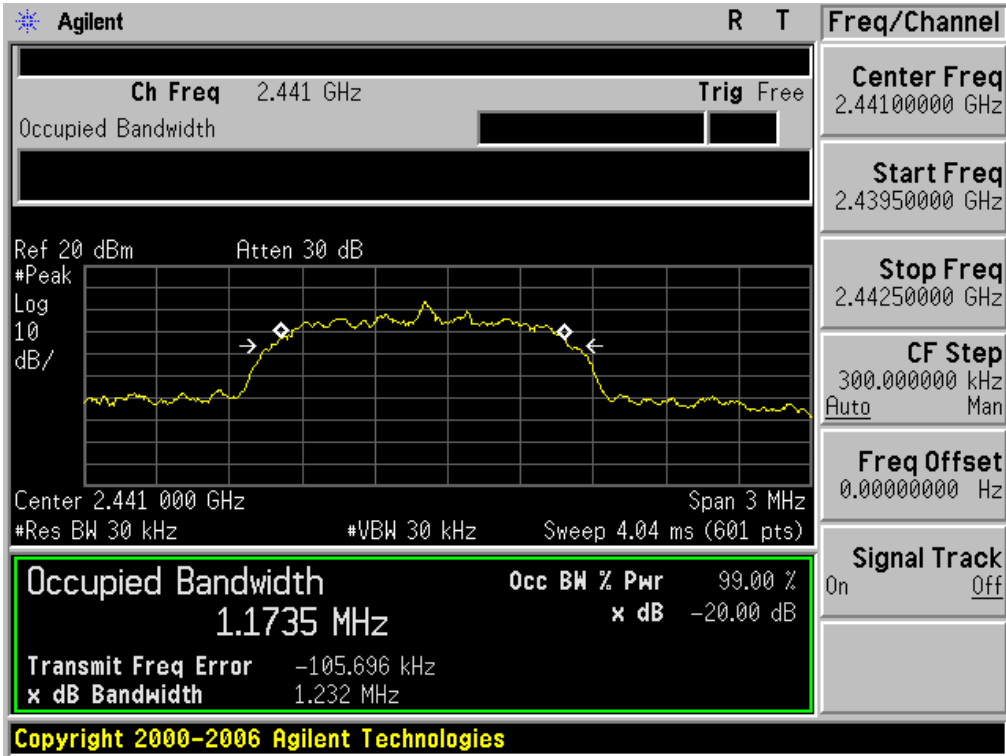 Agilent R T
Freq/Channel
Ch Freq 2.441 GHz Trig Free
Occupied Bandwidth
Center Freq
2.44100000 GHz
Start Freq
2.43950000 GHz
Stop Freq
2.44250000 GHz
CF Step
300.000000 kHz
Auto Man
Freq Offset
0.00000000 Hz
Signal Track
On Off
Ref 20 dBm Atten 30 dB
#Peak
Log
10
dB/
Center 2.441 000 GHz Span 3 MHz
#Res BW 30 kHz #VBW 30 kHz Sweep 4.04 ms (601 pts)
Occupied Bandwidth
1.1735 MHz
Occ BW % Pwr 99.00 %
x dB -20.00 dB
Transmit Freq Error -105.696 kHz
x dB Bandwidth 1.232 MHz
Copyright 2000-2006 Agilent Technologies